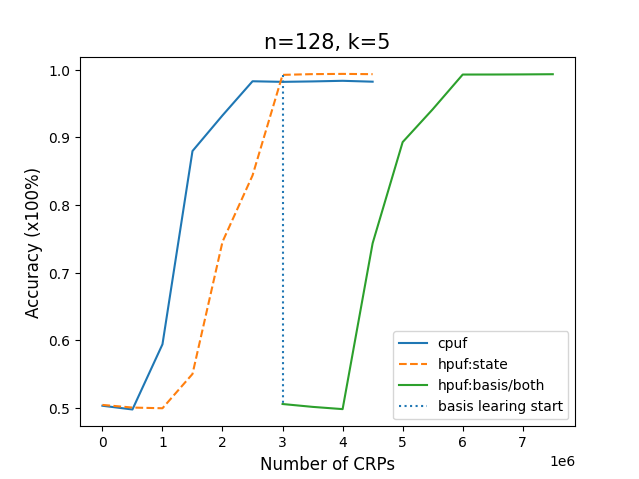 n=128, k=5
Accuracy (x100%)
1.0
0.9
0.8
0.7
0.6
0.5
cpuf
hpuf:state
hpuf:basis/both
basis learing start
0 1 2 3 4 5 6 7
1e6
Number of CRPs